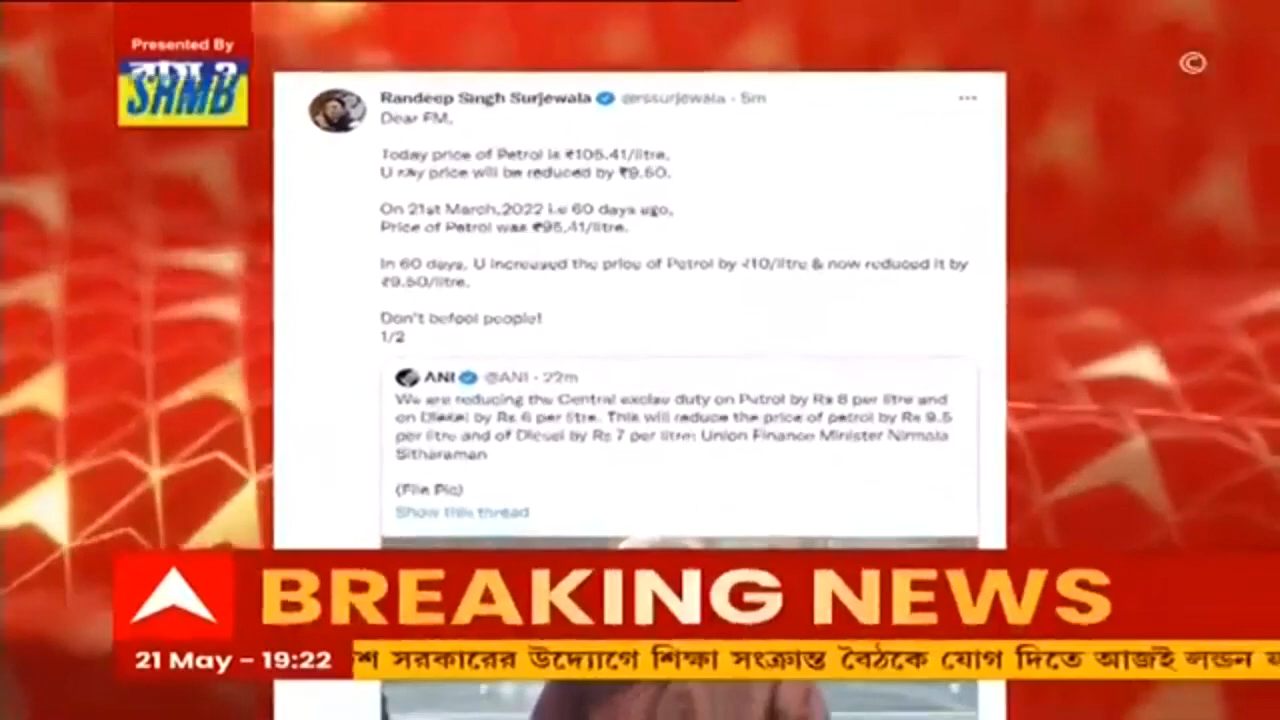 Presented By
SRMB
©
Randeep Singh Surjewala @rssurjewala · 5m
Dear FM,
Today price of Petrol is ₹105.41/litre,
U say price will be reduced by ₹9.50.
On 21st March,2022 i.e 60 days ago,
Price of Petrol was ₹95.41/litre.
In 60 days, U increased the price of Petrol by ₹10/litre & now reduced it by
₹9.50/litre.
Don't befool people!
1/2
ANI @ANI · 22m
We are reducing the Central excise duty on Petrol by Rs 8 per litre and
on Diesel by Rs 6 per litre. This will reduce the price of petrol by Rs 9.5
per litre and of Diesel by Rs 7 per litre: Union Finance Minister Nirmala
Sitharaman
(File Pic)
Show this thread
BREAKING NEWS
21 May – 19:22
শ সরকারের উদ্যোগে শিক্ষা সংক্রান্ত বৈঠকে যোগ দিতে আজই লন্ডন